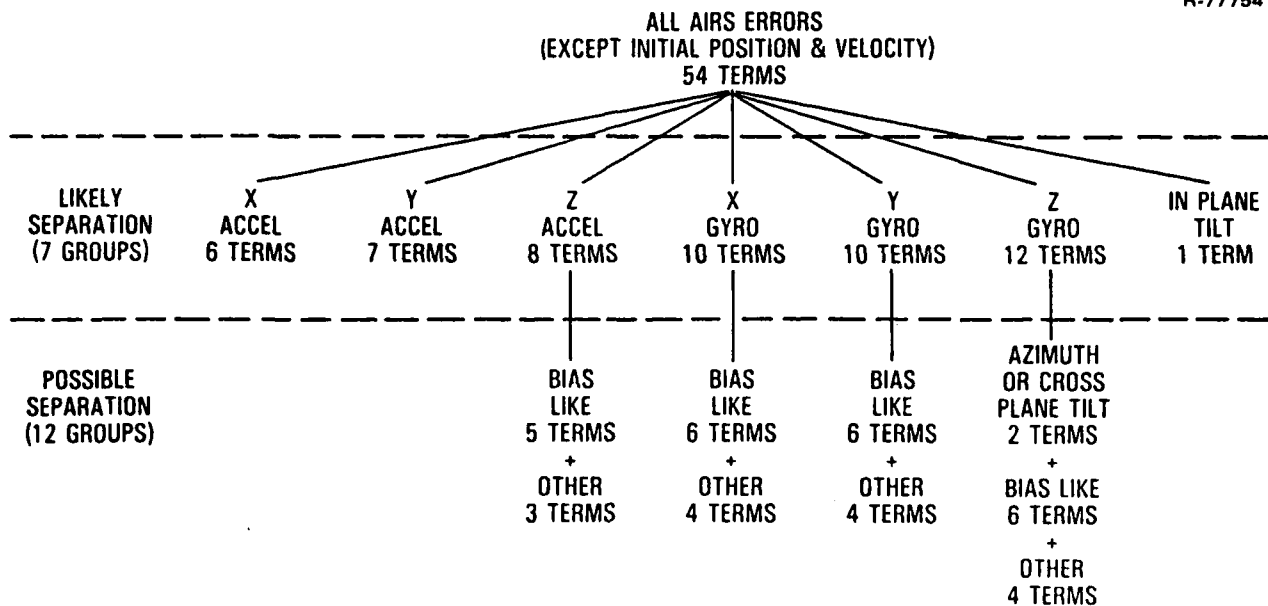 R-77754
ALL AIRS ERRORS
(EXCEPT INITIAL POSITION & VELOCITY)
54 TERMS
LIKELY
SEPARATION
(7 GROUPS)
X
ACCEL
6 TERMS
Y
ACCEL
7 TERMS
Z
ACCEL
8 TERMS
X
GYRO
10 TERMS
Y
GYRO
10 TERMS
Z
GYRO
12 TERMS
IN PLANE
TILT
1 TERM
POSSIBLE
SEPARATION
(12 GROUPS)
BIAS
LIKE
5 TERMS
+
OTHER
3 TERMS
BIAS
LIKE
6 TERMS
+
OTHER
4 TERMS
BIAS
LIKE
6 TERMS
+
OTHER
4 TERMS
AZIMUTH
OR CROSS
PLANE TILT
2 TERMS
+
BIAS LIKE
6 TERMS
+
OTHER
4 TERMS